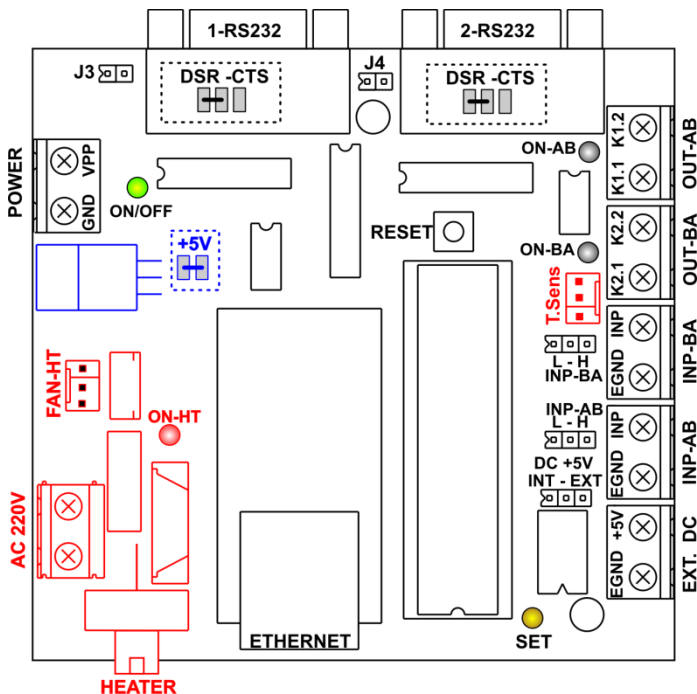 1-RS232
2-RS232
J3
DSR -CTS
J4
DSR -CTS
POWER
VPP
GND
ON/OFF
ON-AB
K1.2
K1.1
OUT-AB
RESET
ON-BA
K2.2
K2.1
OUT-BA
+5V
T.Sens
INP
EGND
INP-BA
L - H
INP-BA
FAN-HT
ON-HT
INP-AB
L - H
INP
EGND
INP-AB
DC +5V
INT - EXT
AC 220V
+5V
EGND
EXT. DC
ETHERNET
SET
HEATER